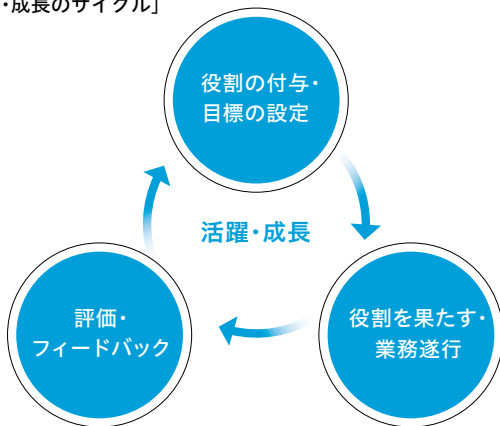 ・成長のサイクル］
役割の付与・
目標の設定
活躍・成長
評価・
フィードバック
役割を果たす・
業務遂行